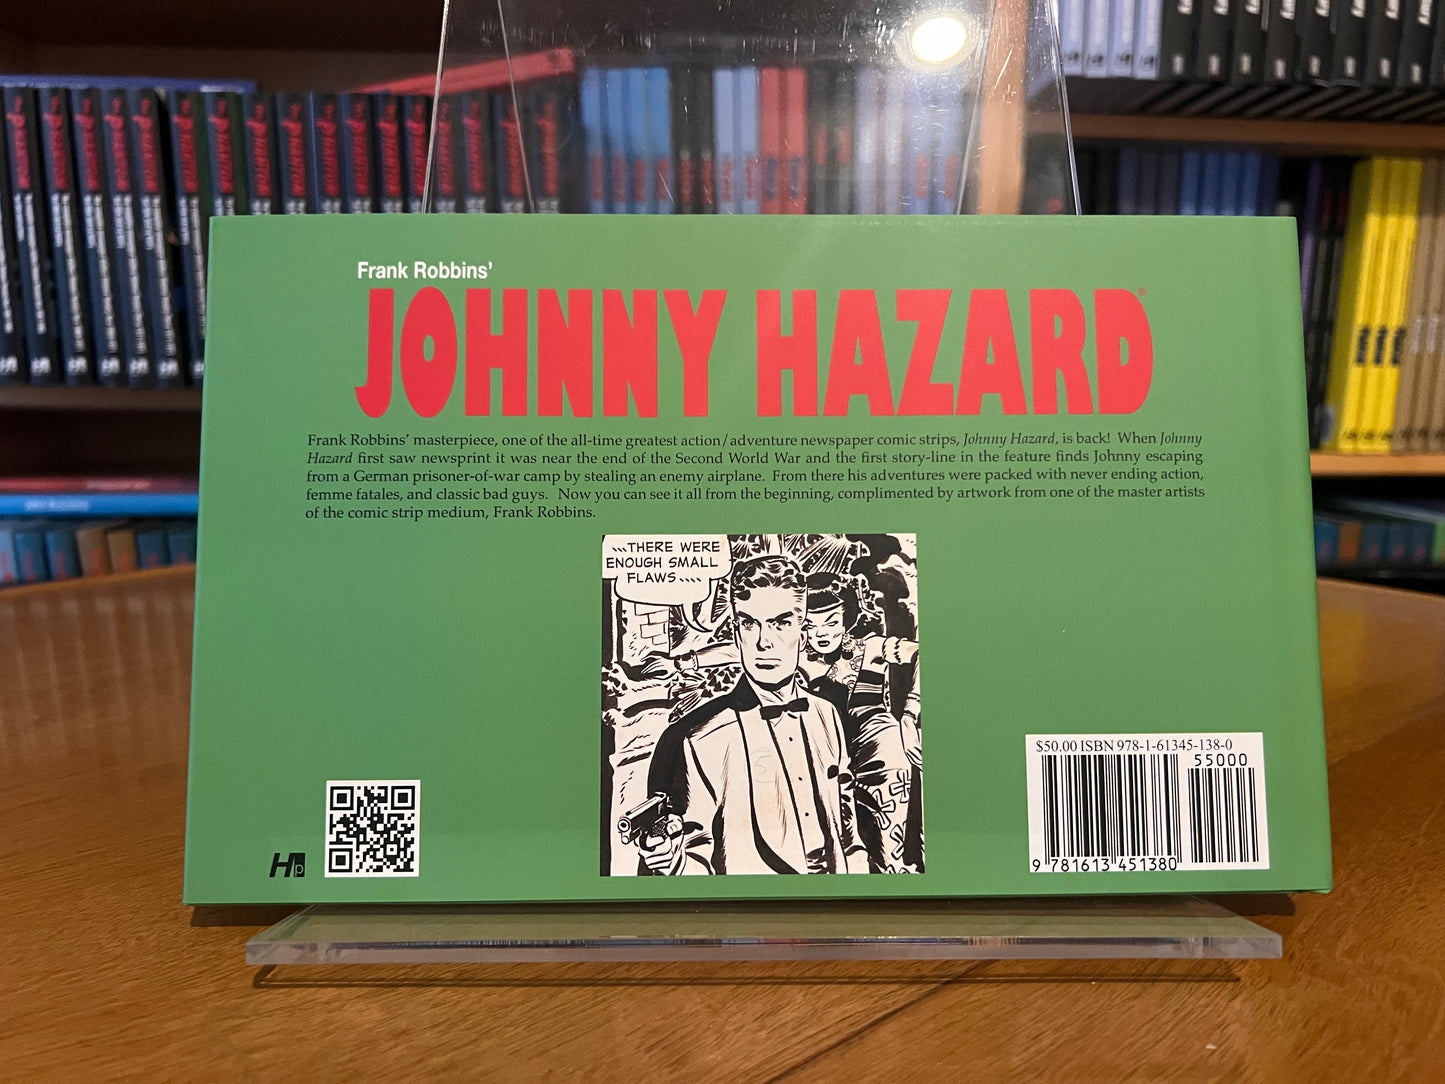 Frank Robbins'
JOHNNY HAZARD®
Frank Robbins' masterpiece, one of the all-time greatest action/adventure newspaper comic strips, Johnny Hazard, is back! When Johnny
Hazard first saw newsprint it was near the end of the Second World War and the first story-line in the feature finds Johnny escaping
from a German prisoner-of-war camp by stealing an enemy airplane. From there his adventures were packed with never ending action,
femme fatales, and classic bad guys. Now you can see it all from the beginning, complimented by artwork from one of the master artists
of the comic strip medium, Frank Robbins.
...THERE WERE
ENOUGH SMALL
FLAWS....
$50.00 ISBN 978-1-61345-138-0
55000
9 781613 451380
Hp